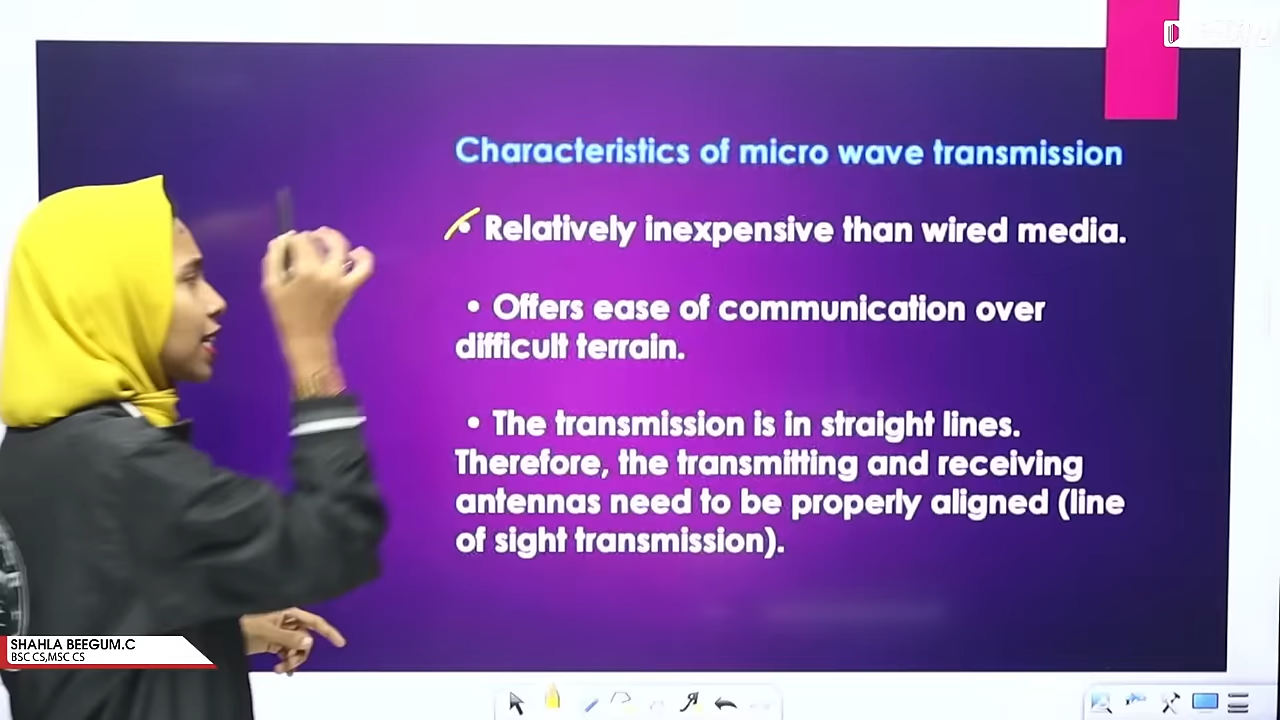 Characteristics of micro wave transmission
• Relatively inexpensive than wired media.
• Offers ease of communication over
difficult terrain.
• The transmission is in straight lines.
Therefore, the transmitting and receiving
antennas need to be properly aligned (line
of sight transmission).
SHAHLA BEEGUM.C
BSC CS,MSC CS